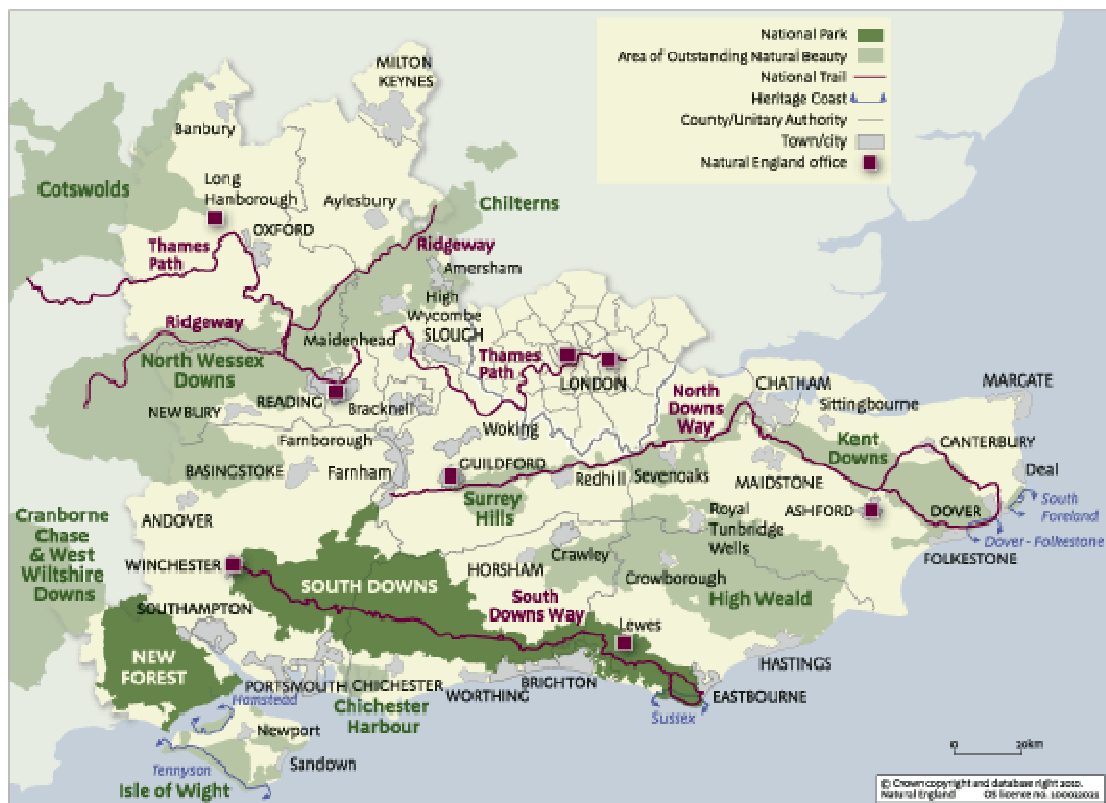 National Park
Area of Outstanding Natural Beauty
National Trail
Heritage Coast
County/Unitary Authority
Town/city
Natural England office
MILTON
KEYNES
Banbury
Cotswolds
Long
Hanborough
Aylesbury
Chilterns
OXFORD
Thames
Path
Ridgeway
Amersham
High
Wycombe
Ridgeway
SLOUGH
Maidenhead
North Wessex
Downs
Thames
Path
LONDON
READING
Bracknell
NEWBURY
North
Downs
Way
CHATHAM
MARGATE
Sittingbourne
Farnborough
Woking
CANTERBURY
Kent
Downs
BASINGSTOKE
Farnham
GUILDFORD
Redhill
Sevenoaks
MAIDSTONE
Deal
Surrey
Hills
ANDOVER
Royal
Tunbridge
Wells
ASHFORD
DOVER
South
Foreland
Dover - Folkestone
FOLKESTONE
Cranborne
Chase
& West
Wiltshire
Downs
WINCHESTER
SOUTH DOWNS
HORSHAM
Crawley
Crowborough
High Weald
SOUTHAMPTON
South
Downs Way
Lewes
NEW
FOREST
HASTINGS
PORTSMOUTH
CHICHESTER
WORTHING
BRIGHTON
EASTBOURNE
Hamstead
Chichester
Harbour
Sussex
Newport
Sandown
Tennyson
Isle of Wight
10
20km
© Crown copyright and database right 2010.
Natural England OS licence no. 100022021